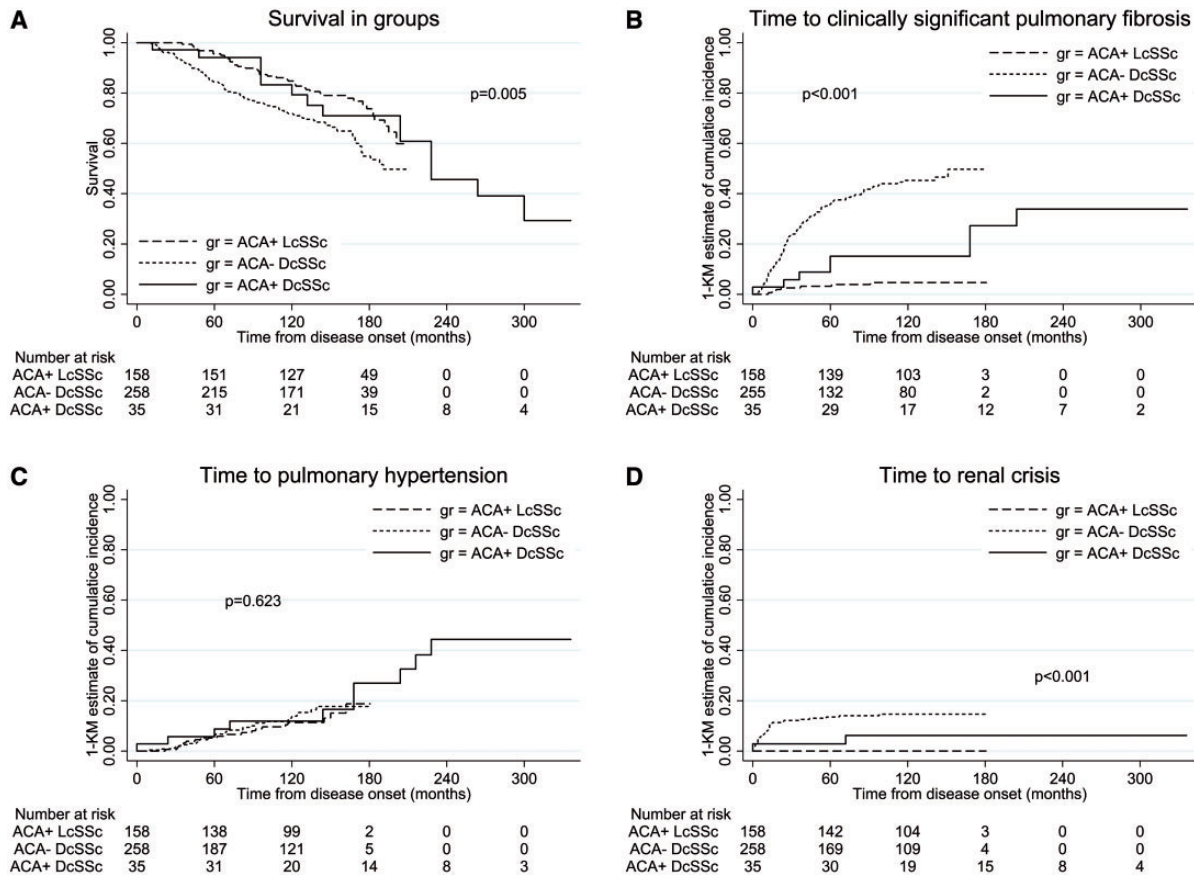 A
Survival in groups
1.00
0.80
0.60
0.40
0.20
0.00
Survival
p=0.005
gr = ACA+ LcSSc
gr = ACA- DcSSc
gr = ACA+ DcSSc
0 60 120 180 240 300
Time from disease onset (months)
Number at risk
ACA+ LcSSc 158 151 127 49 0 0
ACA- DcSSc 258 215 171 39 0 0
ACA+ DcSSc 35 31 21 15 8 4
B
Time to clinically significant pulmonary fibrosis
1.00
0.80
0.60
0.40
0.20
0.00
1-KM estimate of cumulatice incidence
gr = ACA+ LcSSc
gr = ACA- DcSSc
gr = ACA+ DcSSc
p<0.001
0 60 120 180 240 300
Time from disease onset (months)
Number at risk
ACA+ LcSSc 158 139 103 3 0 0
ACA- DcSSc 255 132 80 2 0 0
ACA+ DcSSc 35 29 17 12 7 2
C
Time to pulmonary hypertension
1.00
0.80
0.60
0.40
0.20
0.00
1-KM estimate of cumulatice incidence
gr = ACA+ LcSSc
gr = ACA- DcSSc
gr = ACA+ DcSSc
p=0.623
0 60 120 180 240 300
Time from disease onset (months)
Number at risk
ACA+ LcSSc 158 138 99 2 0 0
ACA- DcSSc 258 187 121 5 0 0
ACA+ DcSSc 35 31 20 14 8 3
D
Time to renal crisis
1.00
0.80
0.60
0.40
0.20
0.00
1-KM estimate of cumulatice incidence
gr = ACA+ LcSSc
gr = ACA- DcSSc
gr = ACA+ DcSSc
p<0.001
0 60 120 180 240 300
Time from disease onset (months)
Number at risk
ACA+ LcSSc 158 142 104 3 0 0
ACA- DcSSc 258 169 109 4 0 0
ACA+ DcSSc 35 30 19 15 8 4